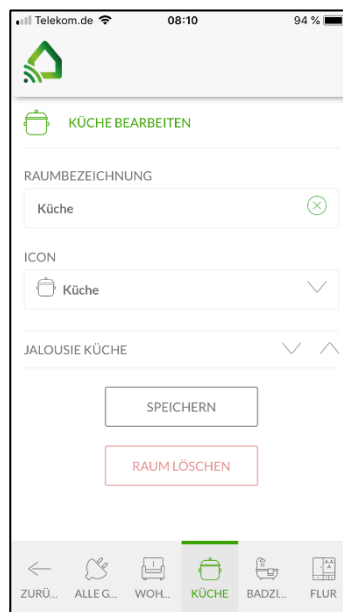 Telekom.de 08:10 94 %
KÜCHE BEARBEITEN
RAUMBEZEICHNUNG
Küche
ICON
Küche
JALOUSIE KÜCHE
SPEICHERN
RAUM LÖSCHEN
ZURÜ... ALLE G... WOH... KÜCHE BADZI... FLUR